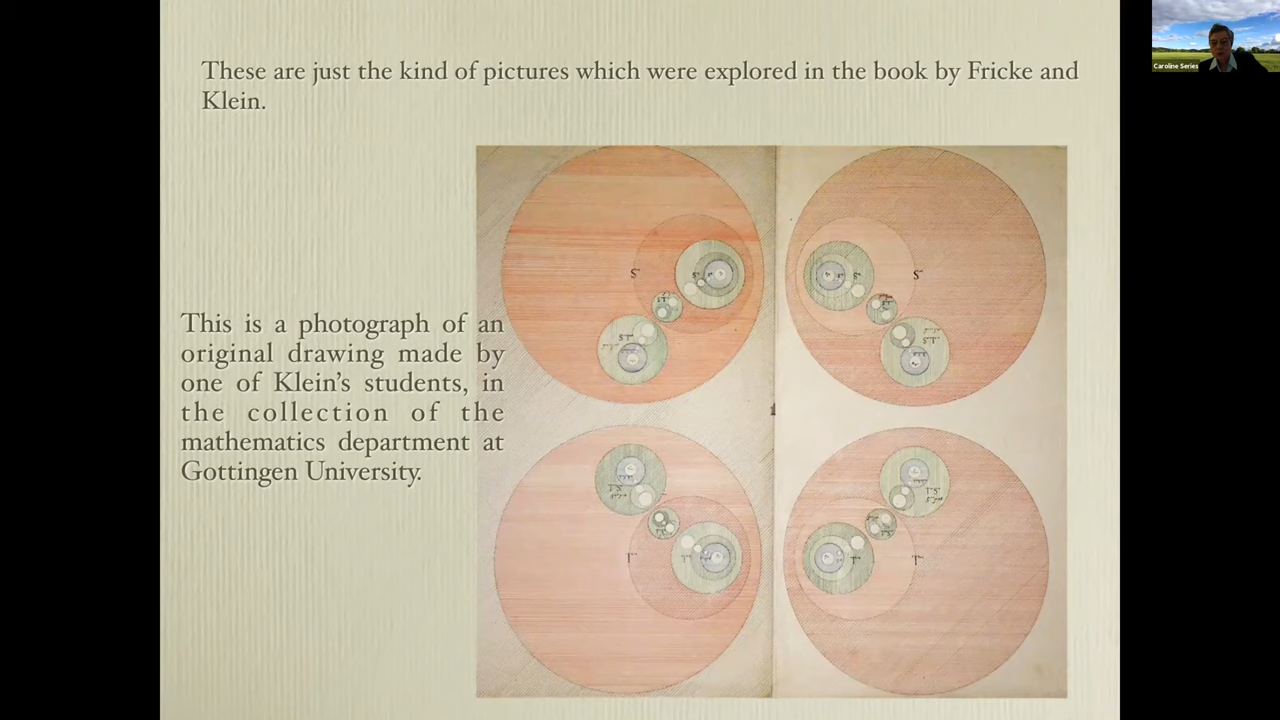 These are just the kind of pictures which were explored in the book by Fricke and
Klein.
This is a photograph of an
original drawing made by
one of Klein's students, in
the collection of the
mathematics department at
Gottingen University.
Caroline Series